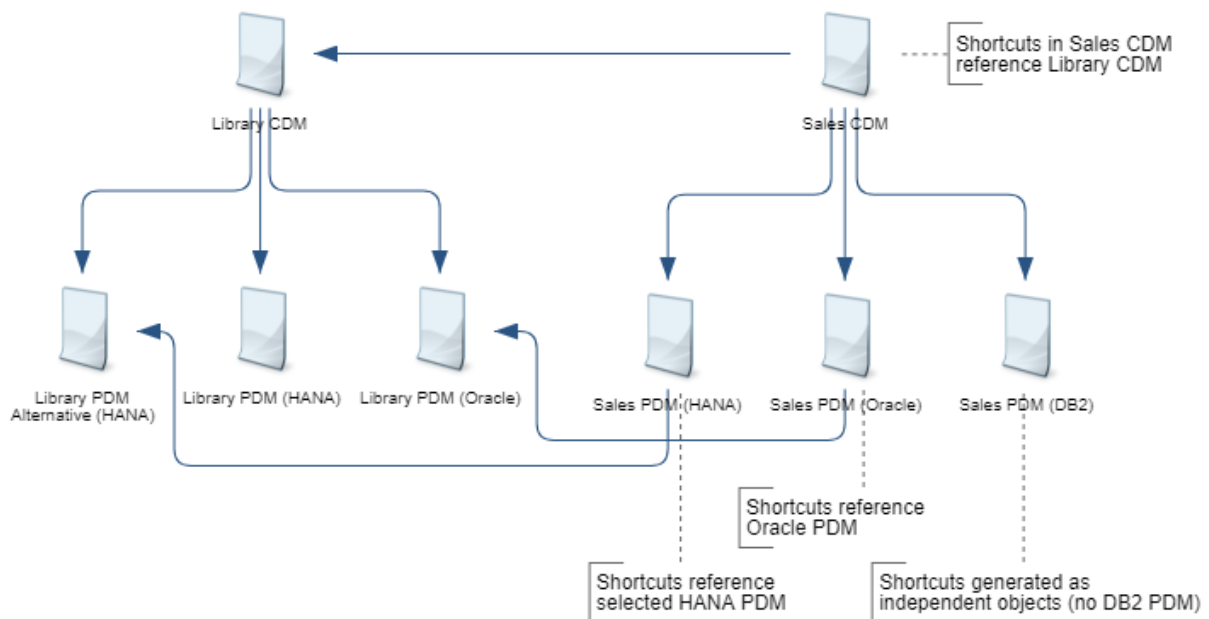 Shortcuts in Sales CDM
reference Library CDM
Library CDM
Sales CDM
Library PDM
Alternative (HANA)
Library PDM (HANA)
Library PDM (Oracle)
Sales PDM (HANA)
Sales PDM (Oracle)
Sales PDM (DB2)
Shortcuts reference
Oracle PDM
Shortcuts reference
selected HANA PDM
Shortcuts generated as
independent objects (no DB2 PDM)